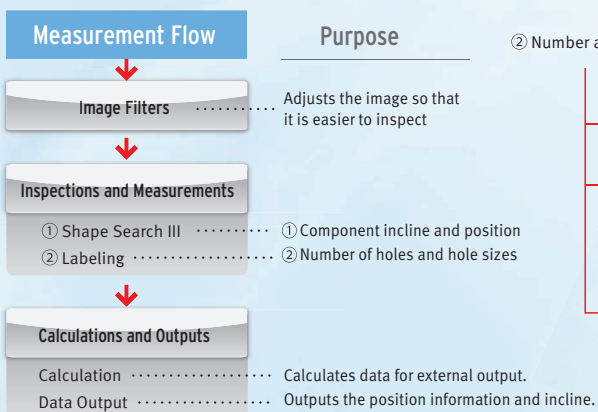 Measurement Flow Purpose
② Number a
Image Filters ··········· Adjusts the image so that
it is easier to inspect
Inspections and Measurements
① Shape Search III ·········· ① Component incline and position
② Labeling ··················· ② Number of holes and hole sizes
Calculations and Outputs
Calculation ··················· Calculates data for external output.
Data Output ·················· Outputs the position information and incline.